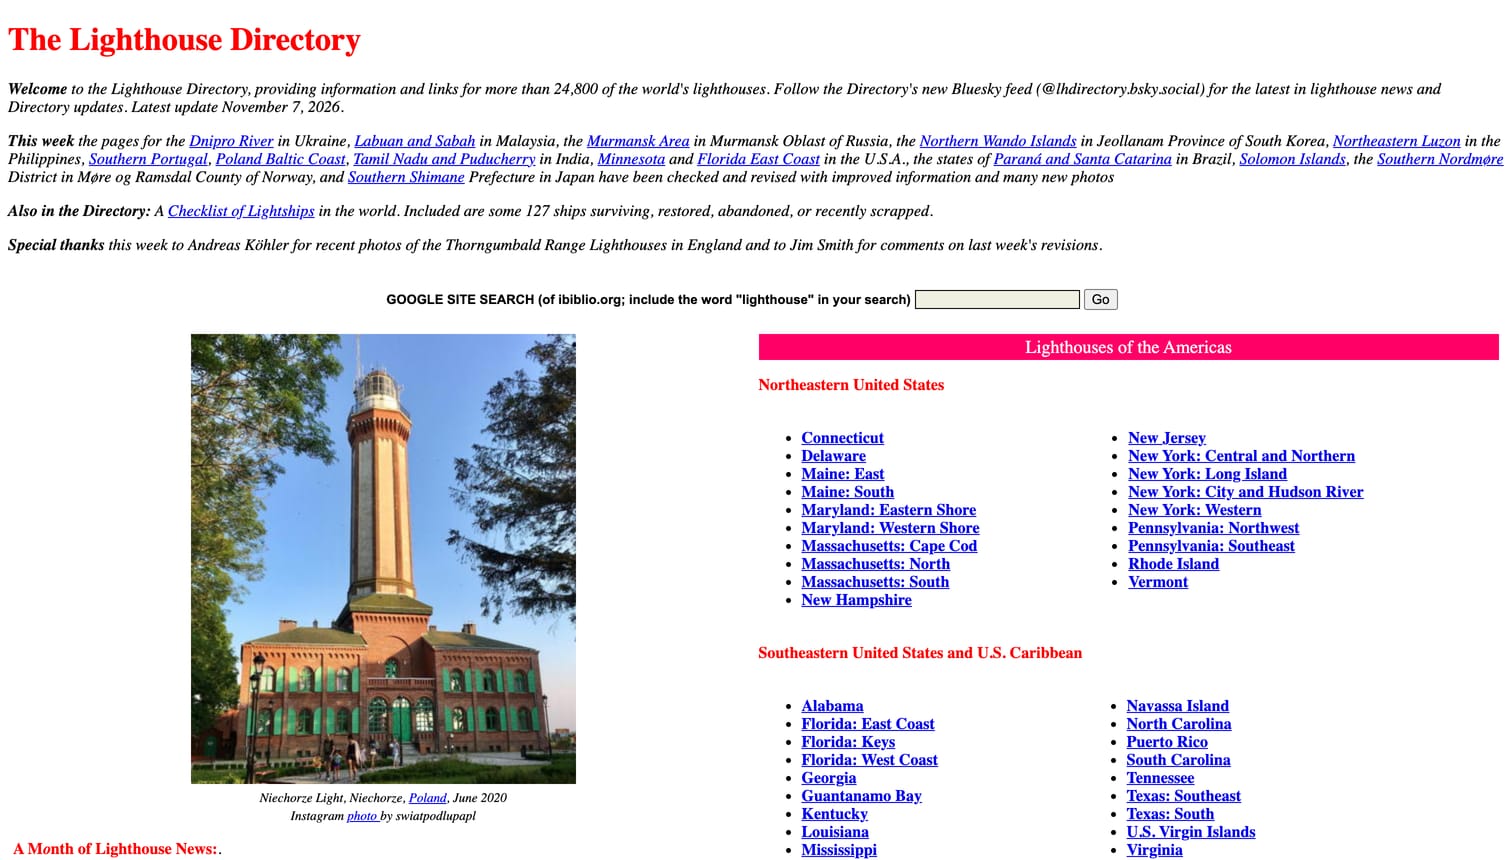 The Lighthouse Directory
Welcome to the Lighthouse Directory, providing information and links for more than 24,800 of the world's lighthouses. Follow the Directory's new Bluesky feed (@lhdirectory.bsky.social) for the latest in lighthouse news and
Directory updates. Latest update November 7, 2026.
This week the pages for the Dnipro River in Ukraine, Labuan and Sabah in Malaysia, the Murmansk Area in Murmansk Oblast of Russia, the Northern Wando Islands in Jeollanam Province of South Korea, Northeastern Luzon in the
Philippines, Southern Portugal, Poland Baltic Coast, Tamil Nadu and Puducherry in India, Minnesota and Florida East Coast in the U.S.A., the states of Paraná and Santa Catarina in Brazil, Solomon Islands, the Southern Nordmøre
District in Møre og Ramsdal County of Norway, and Southern Shimane Prefecture in Japan have been checked and revised with improved information and many new photos
Also in the Directory: A Checklist of Lightships in the world. Included are some 127 ships surviving, restored, abandoned, or recently scrapped.
Special thanks this week to Andreas Köhler for recent photos of the Thorngumbald Range Lighthouses in England and to Jim Smith for comments on last week's revisions.
GOOGLE SITE SEARCH (of ibiblio.org; include the word "lighthouse" in your search) Go
Niechorze Light, Niechorze, Poland, June 2020
Instagram photo by swiatpodlupapl
A Month of Lighthouse News:.
Lighthouses of the Americas
Northeastern United States
Connecticut
Delaware
Maine: East
Maine: South
Maryland: Eastern Shore
Maryland: Western Shore
Massachusetts: Cape Cod
Massachusetts: North
Massachusetts: South
New Hampshire
New Jersey
New York: Central and Northern
New York: Long Island
New York: City and Hudson River
New York: Western
Pennsylvania: Northwest
Pennsylvania: Southeast
Rhode Island
Vermont
Southeastern United States and U.S. Caribbean
Alabama
Florida: East Coast
Florida: Keys
Florida: West Coast
Georgia
Guantanamo Bay
Kentucky
Louisiana
Mississippi
Navassa Island
North Carolina
Puerto Rico
South Carolina
Tennessee
Texas: Southeast
Texas: South
U.S. Virgin Islands
Virginia